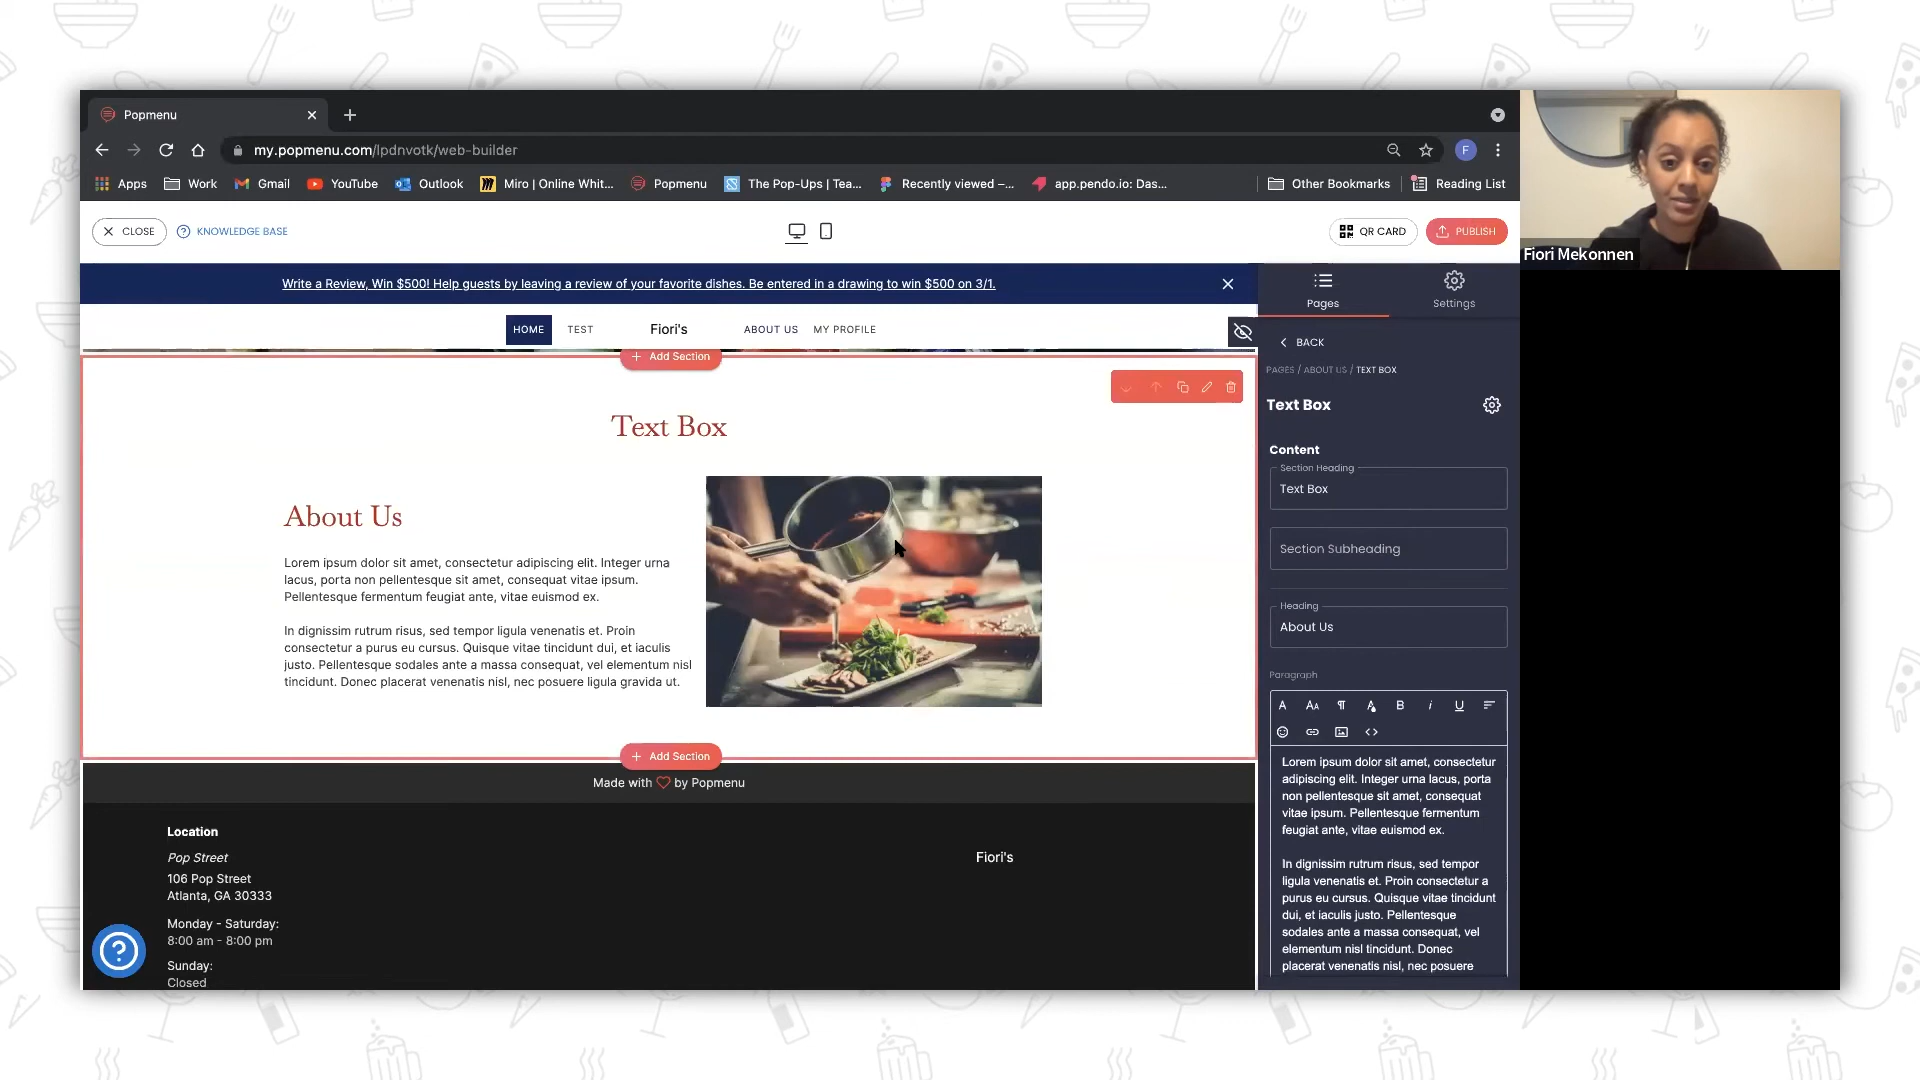 Popmenu
my.popmenu.com/lpdnvotk/web-builder
F
Apps
Work
Gmail
YouTube
Outlook
Miro | Online Whit...
Popmenu
The Pop-Ups | Tea...
Recently viewed –...
app.pendo.io: Das...
Other Bookmarks
Reading List
CLOSE
KNOWLEDGE BASE
QR CARD
PUBLISH
Fiori Mekonnen
Write a Review, Win $500! Help guests by leaving a review of your favorite dishes. Be entered in a drawing to win $500 on 3/1.
HOME
TEST
Fiori's
ABOUT US
MY PROFILE
+ Add Section
Text Box
About Us
Lorem ipsum dolor sit amet, consectetur adipiscing elit. Integer urna
lacus, porta non pellentesque sit amet, consequat vitae ipsum.
Pellentesque fermentum feugiat ante, vitae euismod ex.
In dignissim rutrum risus, sed tempor ligula venenatis et. Proin
consectetur a purus eu cursus. Quisque vitae tincidunt dui, et iaculis
justo. Pellentesque sodales ante a massa consequat, vel elementum nisl
tincidunt. Donec placerat venenatis nisl, nec posuere ligula gravida ut.
+ Add Section
Made with ♡ by Popmenu
Location
Pop Street
106 Pop Street
Atlanta, GA 30333
Monday - Saturday:
8:00 am - 8:00 pm
Sunday:
Closed
Fiori's
Pages
Settings
BACK
PAGES / ABOUT US / TEXT BOX
Text Box
Content
Section Heading
Text Box
Section Subheading
Heading
About Us
Paragraph
Lorem ipsum dolor sit amet, consectetur
adipiscing elit. Integer urna lacus, porta
non pellentesque sit amet, consequat
vitae ipsum. Pellentesque fermentum
feugiat ante, vitae euismod ex.
In dignissim rutrum risus, sed tempor
ligula venenatis et. Proin consectetur a
purus eu cursus. Quisque vitae tincidunt
dui, et iaculis justo. Pellentesque
sodales ante a massa consequat, vel
elementum nisl tincidunt. Donec
placerat venenatis nisl, nec posuere